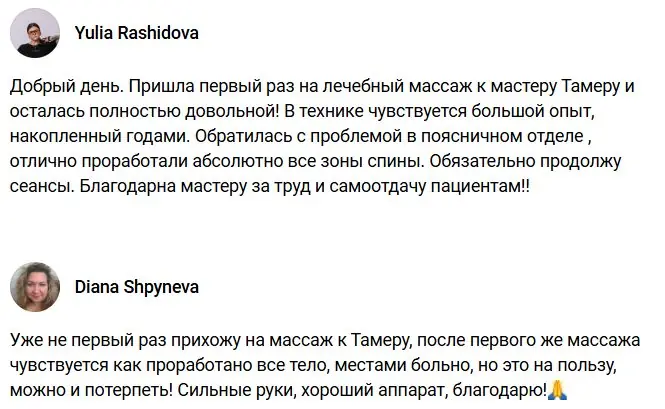 Yulia Rashidova
Добрый день. Пришла первый раз на лечебный массаж к мастеру Тамеру и
осталась полностью довольной! В технике чувствуется большой опыт,
накопленный годами. Обратилась с проблемой в поясничном отделе ,
отлично проработали абсолютно все зоны спины. Обязательно продолжу
сеансы. Благодарна мастеру за труд и самоотдачу пациентам!!
Diana Shpyneva
Уже не первый раз прихожу на массаж к Тамеру, после первого же массажа
чувствуется как проработано все тело, местами больно, но это на пользу,
можно и потерпеть! Сильные руки, хороший аппарат, благодарю!🙏